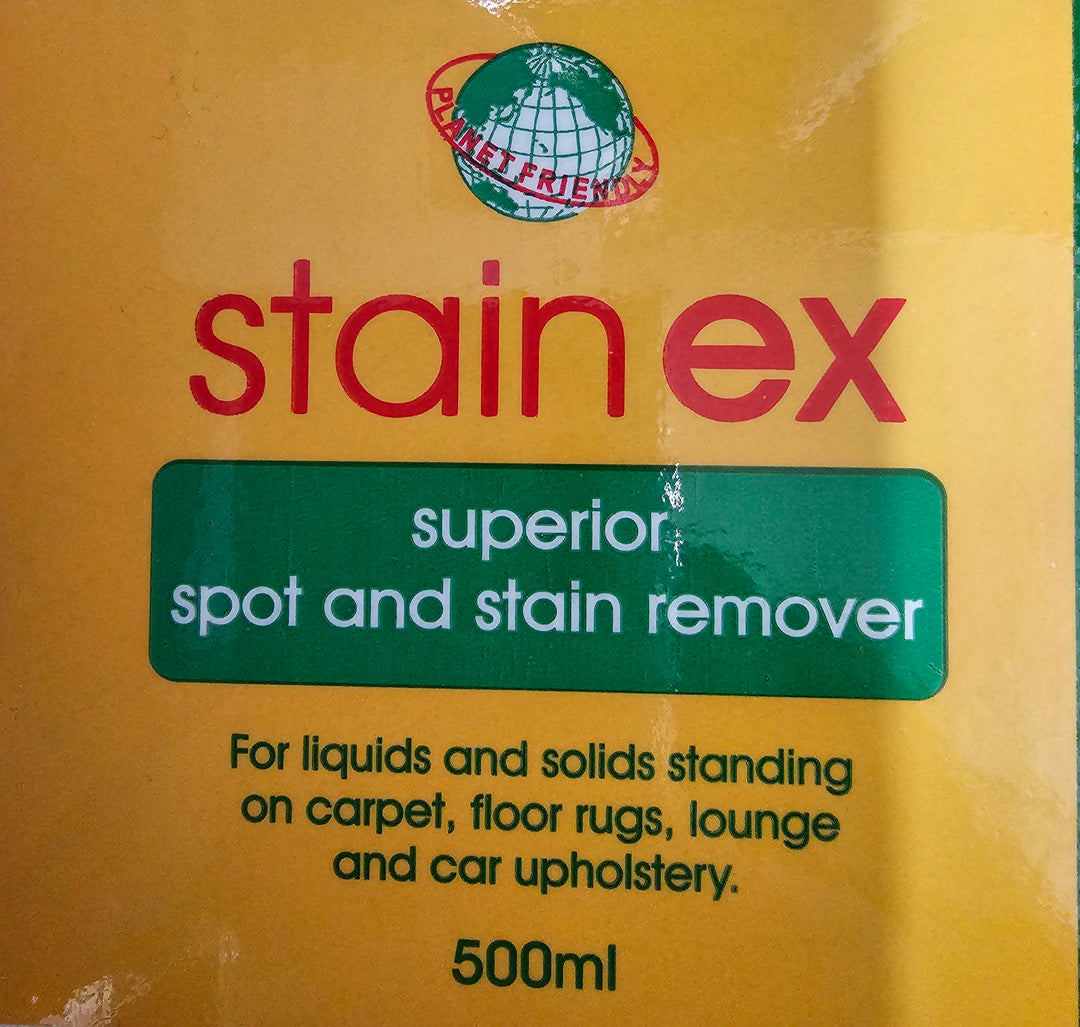 PLANET FRIENDLY
stain ex
superior
spot and stain remover
For liquids and solids standing
on carpet, floor rugs, lounge
and car upholstery.
500ml